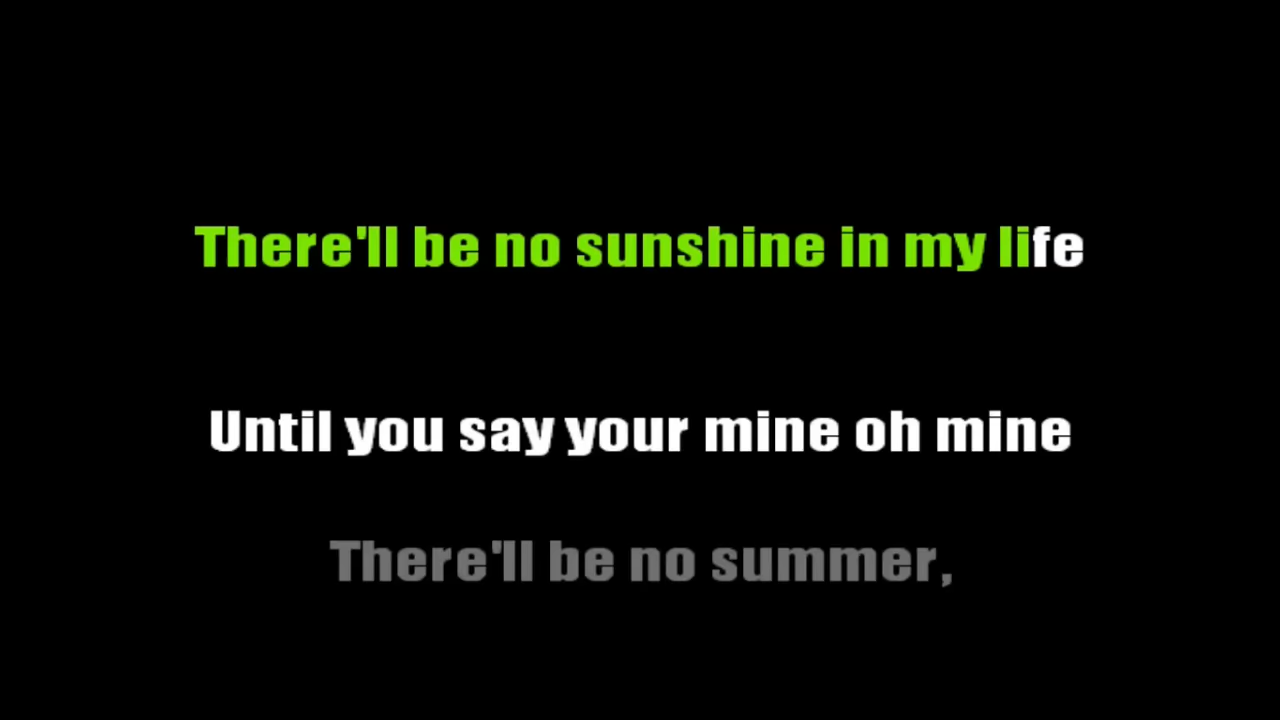 There'll be no sunshine in my life
Until you say your mine oh mine
There'll be no summer,